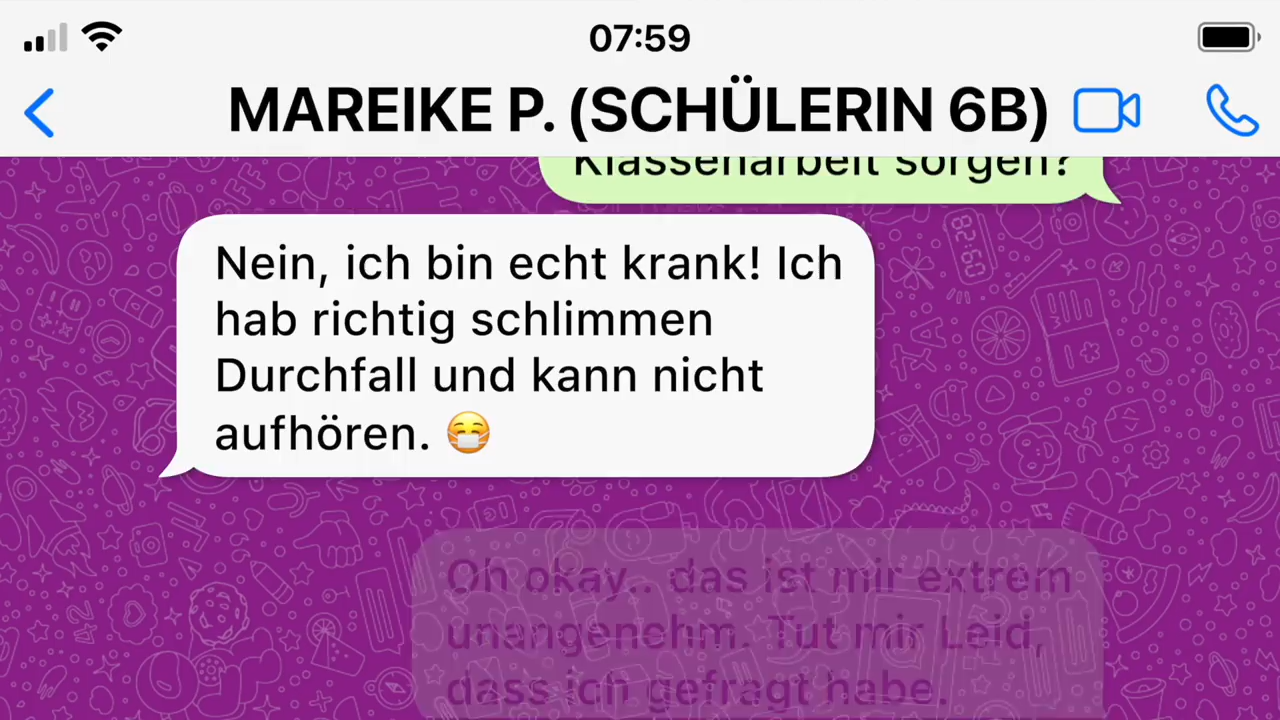 07:59
MAREIKE P. (SCHÜLERIN 6B)
Klassenarbeit sorgen?
Nein, ich bin echt krank! Ich
hab richtig schlimmen
Durchfall und kann nicht
aufhören. 😷
Oh okay.. das ist mir extrem
unangenehm. Tut mir Leid,
dass ich gefragt habe.